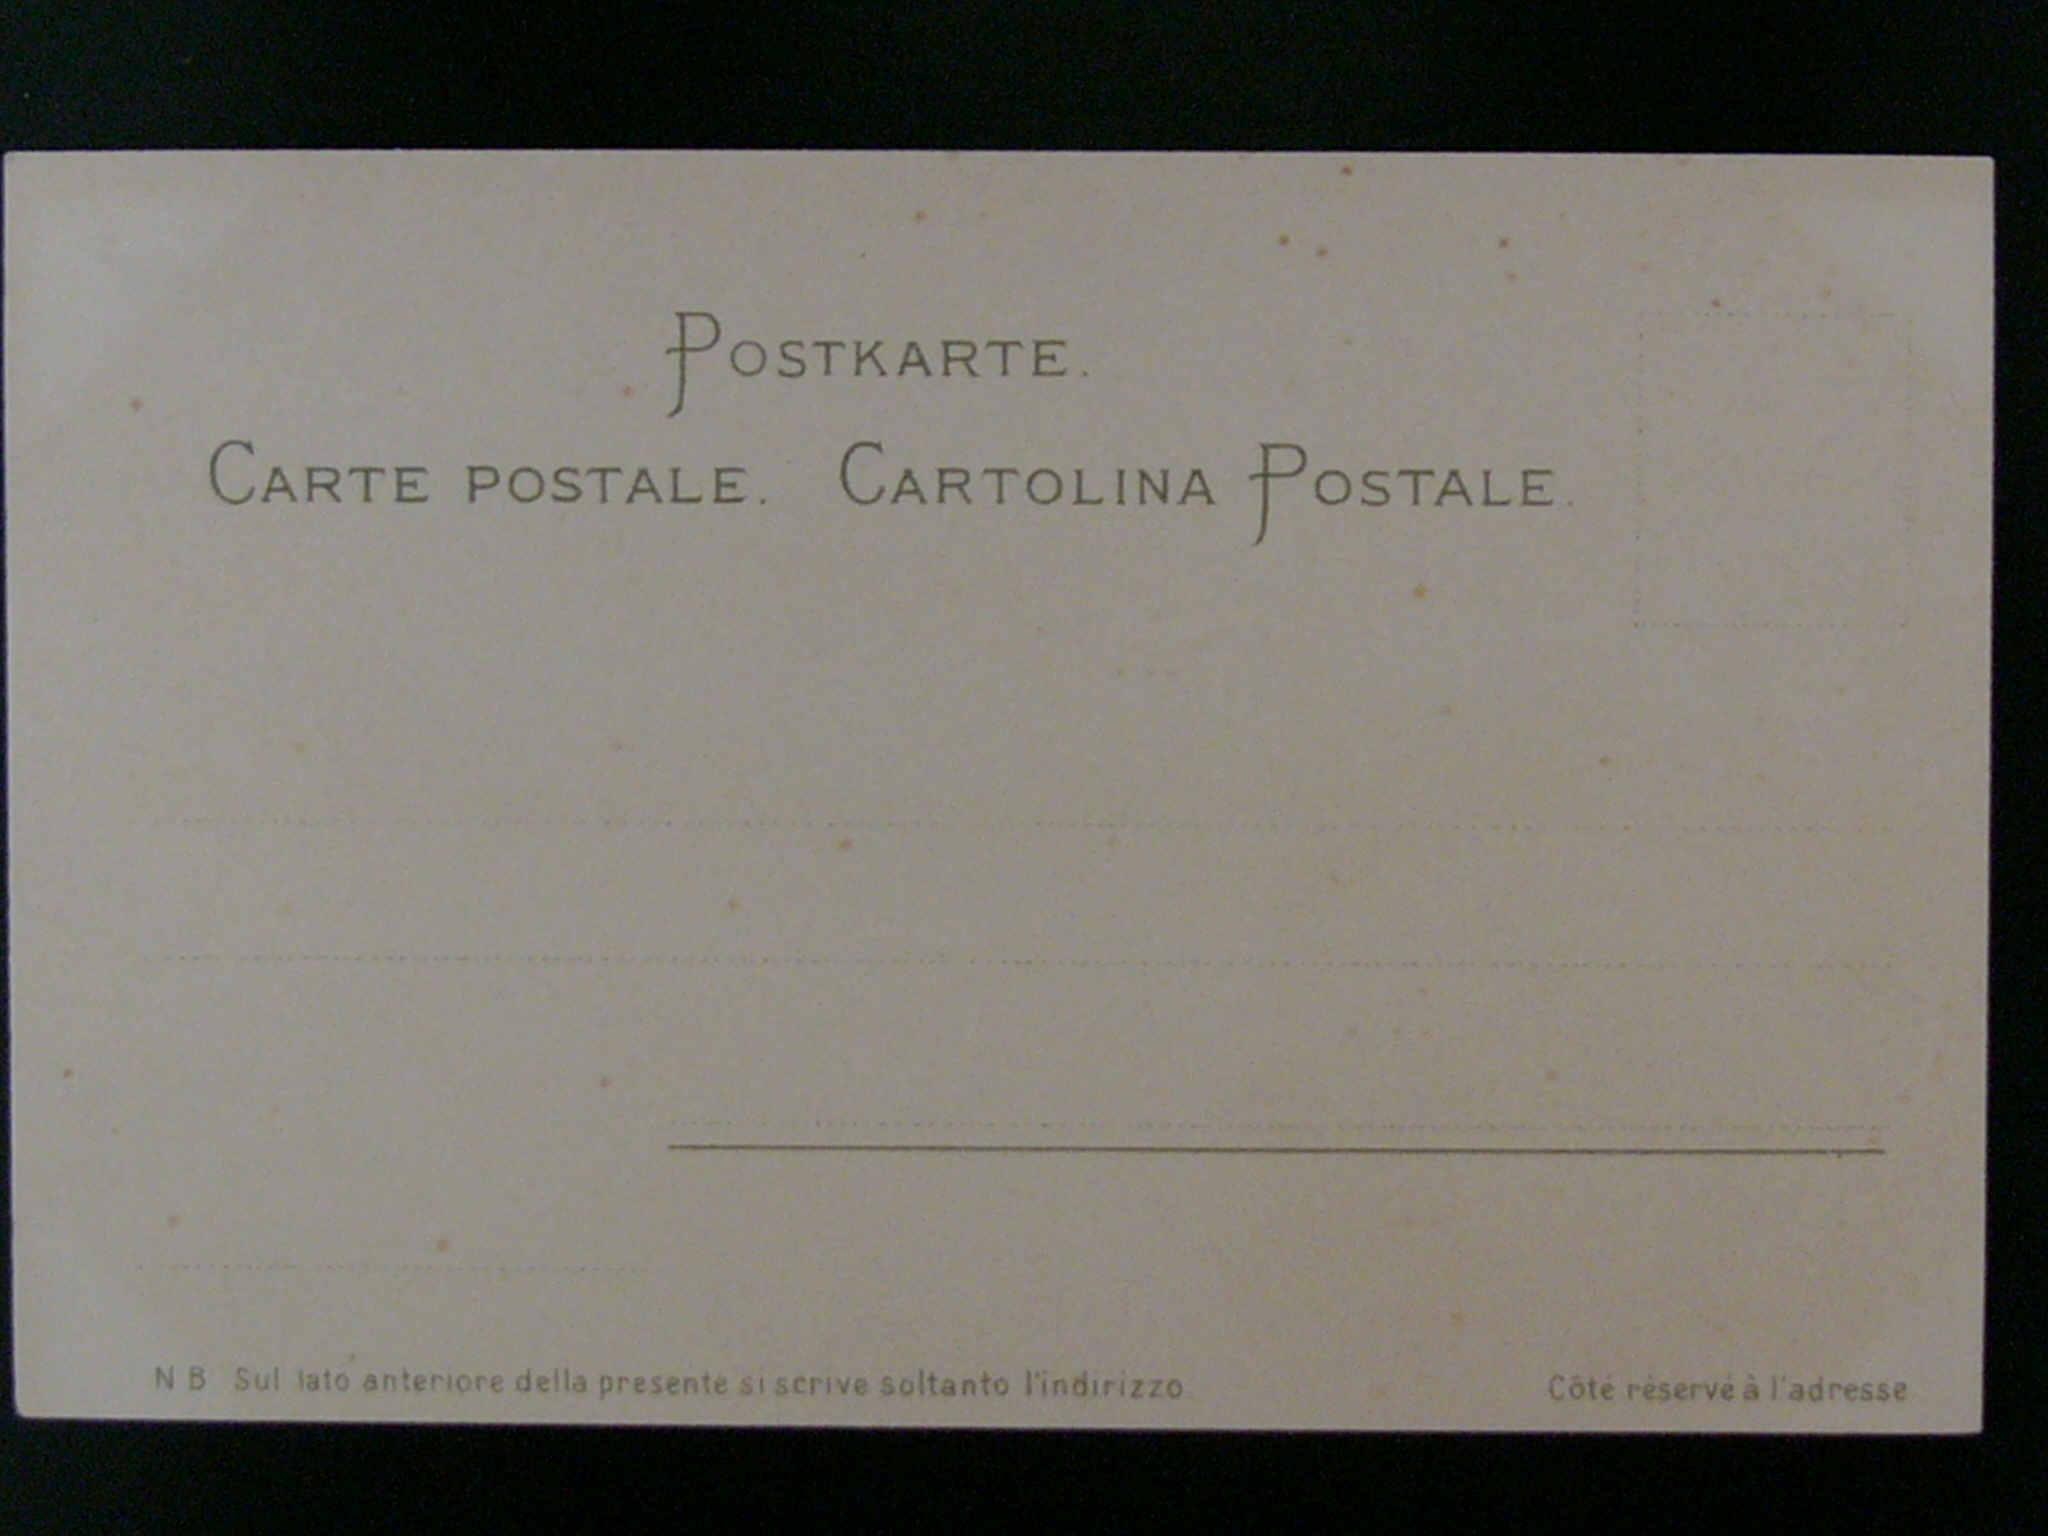 POSTKARTE.
CARTE POSTALE. CARTOLINA POSTALE.
N B Sul lato anteriore della presente si scrive soltanto l'indirizzo
Côté réservé à l'adresse